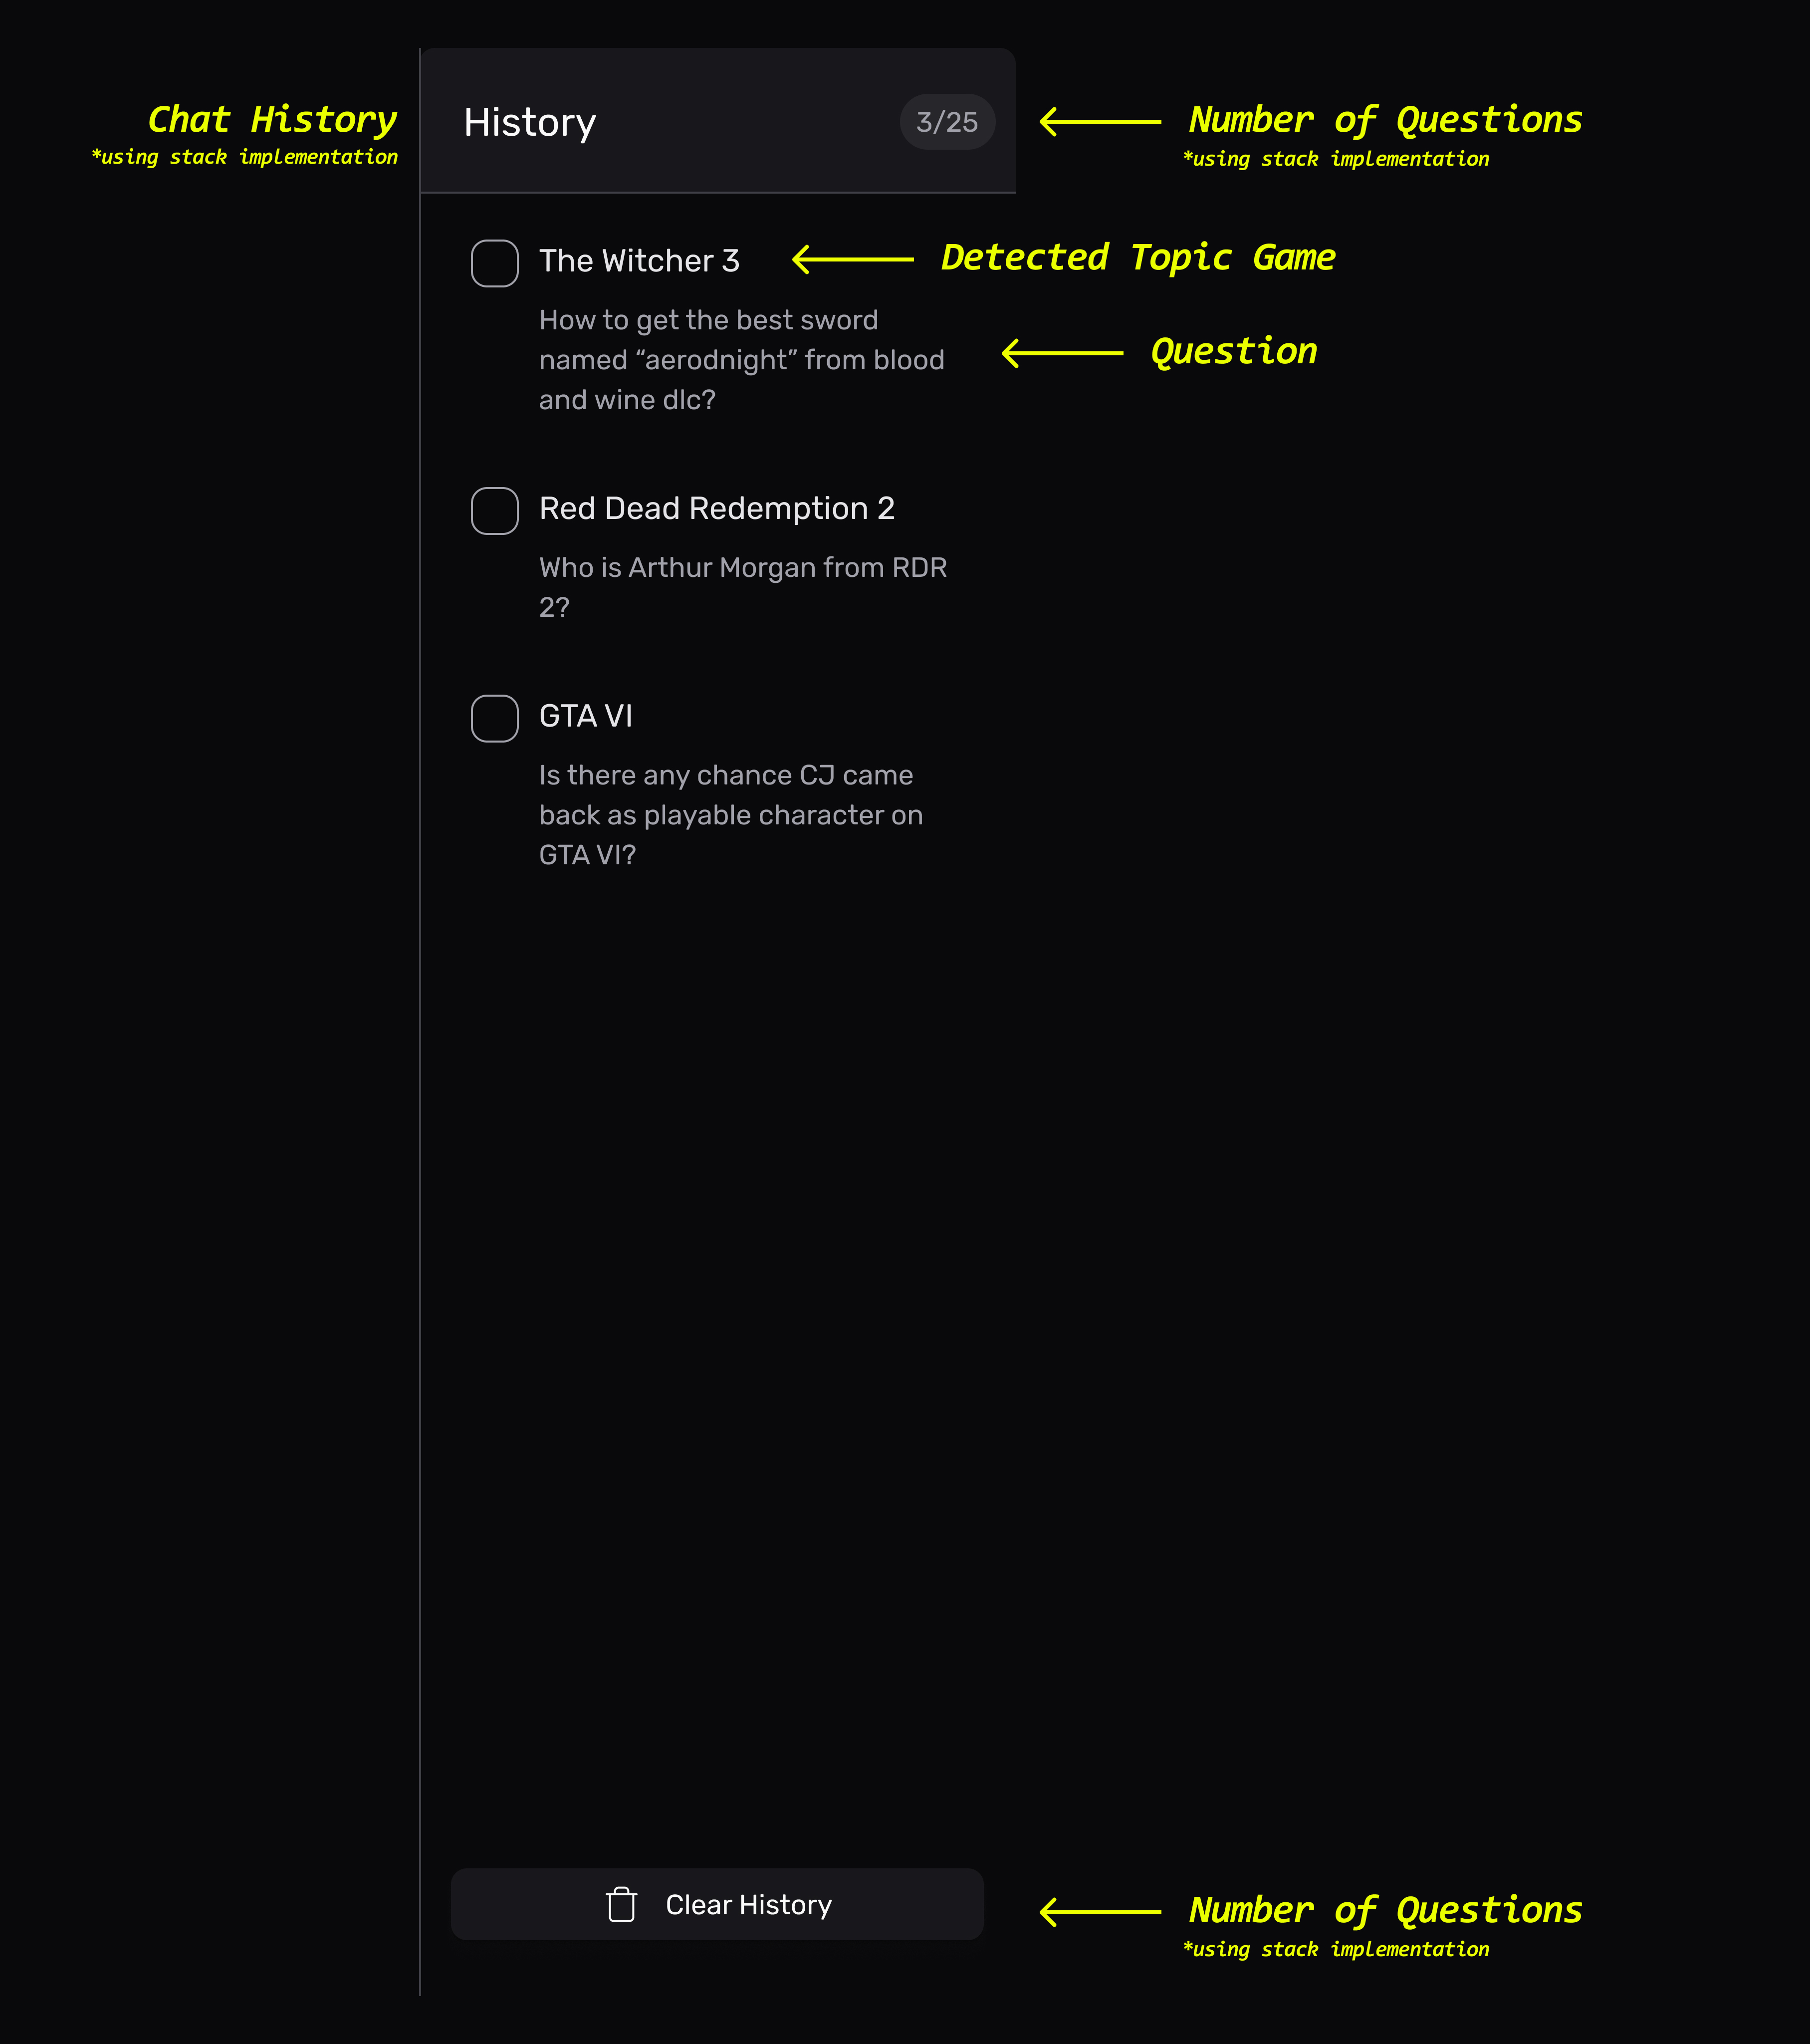 Chat History
*using stack implementation
History
3/25
Number of Questions
*using stack implementation
The Witcher 3
Detected Topic Game
How to get the best sword
named “aerodnight” from blood
and wine dlc?
Question
Red Dead Redemption 2
Who is Arthur Morgan from RDR
2?
GTA VI
Is there any chance CJ came
back as playable character on
GTA VI?
Clear History
Number of Questions
*using stack implementation